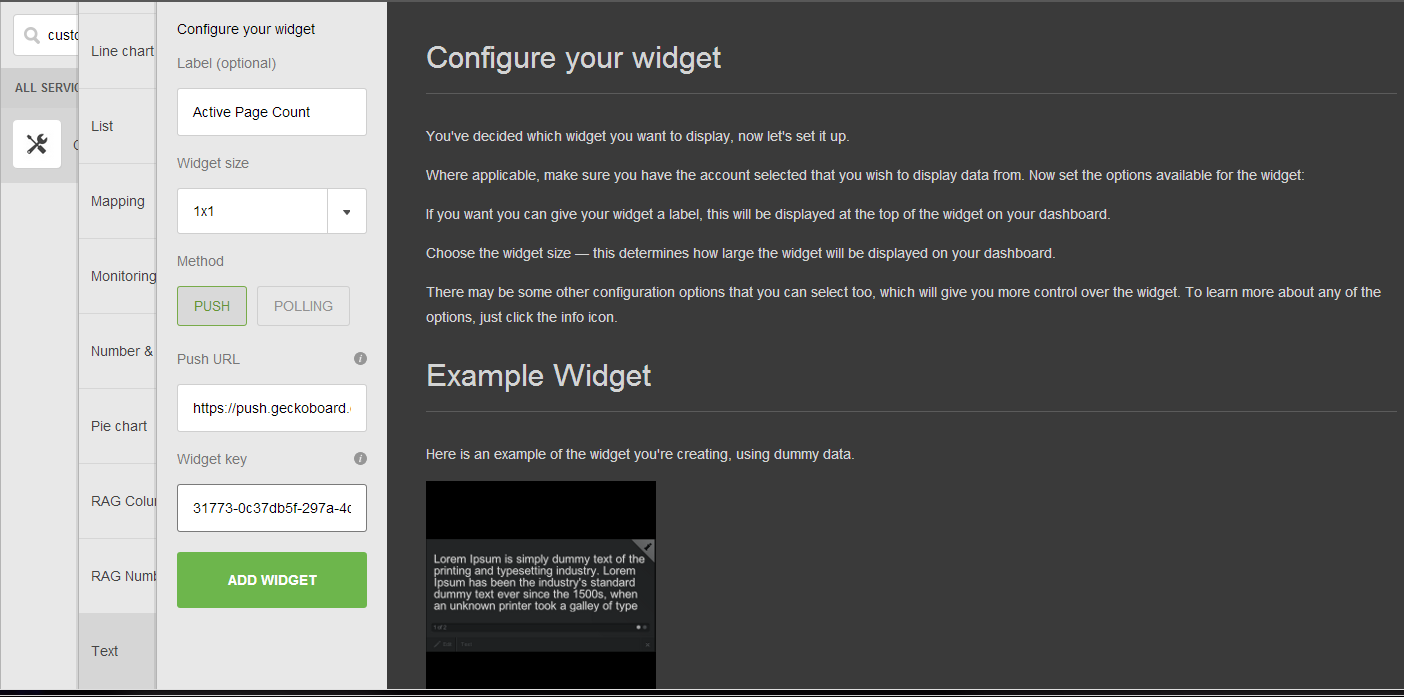 custo
ALL SERVIC
Line chart
List
Mapping
Monitoring
Number &
Pie chart
RAG Colu
RAG Numb
Text
Configure your widget
Label (optional)
Active Page Count
Widget size
1x1
Method
PUSH
POLLING
Push URL
https://push.geckoboard.
Widget key
31773-0c37db5f-297a-4c
ADD WIDGET
Configure your widget
You've decided which widget you want to display, now let's set it up.
Where applicable, make sure you have the account selected that you wish to display data from. Now set the options available for the widget:
If you want you can give your widget a label, this will be displayed at the top of the widget on your dashboard.
Choose the widget size — this determines how large the widget will be displayed on your dashboard.
There may be some other configuration options that you can select too, which will give you more control over the widget. To learn more about any of the
options, just click the info icon.
Example Widget
Here is an example of the widget you're creating, using dummy data.
Lorem Ipsum is simply dummy text of the
printing and typesetting industry. Lorem
Ipsum has been the industry's standard
dummy text ever since the 1500s, when
an unknown printer took a galley of type
1 of 2